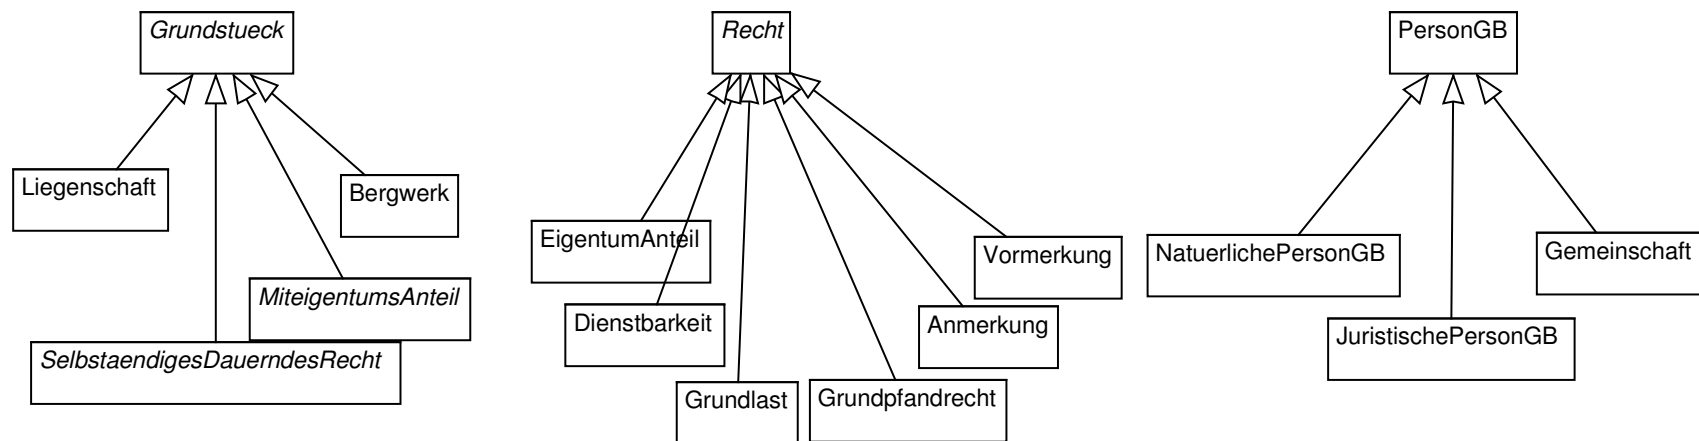 Grundstueck
Liegenschaft
Bergwerk
MiteigentumsAnteil
SelbstaendigesDauerndesRecht
Recht
EigentumAnteil
Dienstbarkeit
Grundlast
Grundpfandrecht
Anmerkung
Vormerkung
PersonGB
NatuerlichePersonGB
JuristischePersonGB
Gemeinschaft